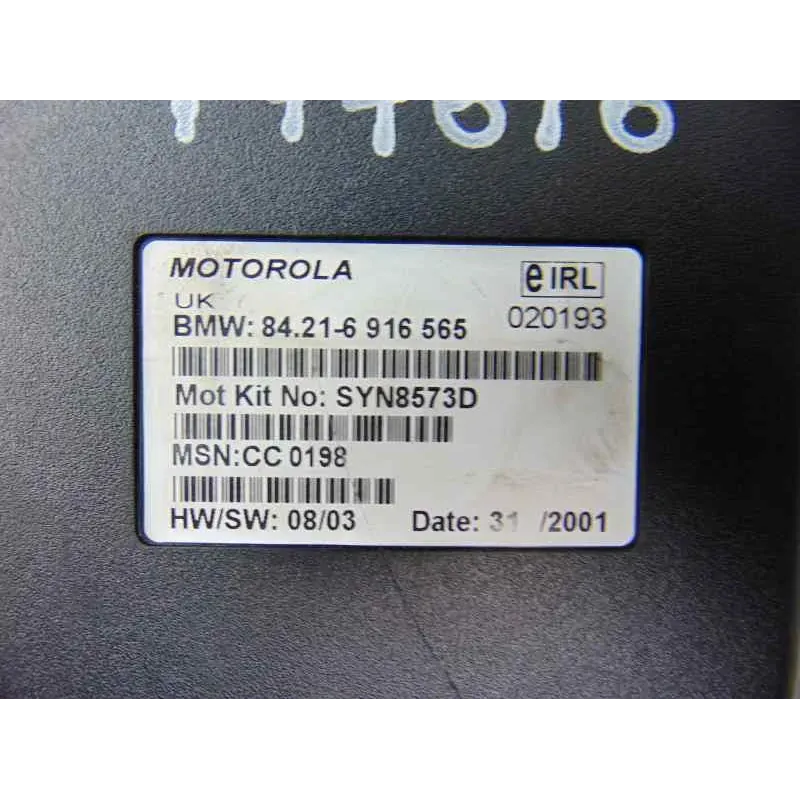 MOTOROLA
e IRL
UK
020193
BMW: 84.21-6 916 565
Mot Kit No: SYN8573D
MSN:CC 0198
HW/SW: 08/03
Date: 31 /2001